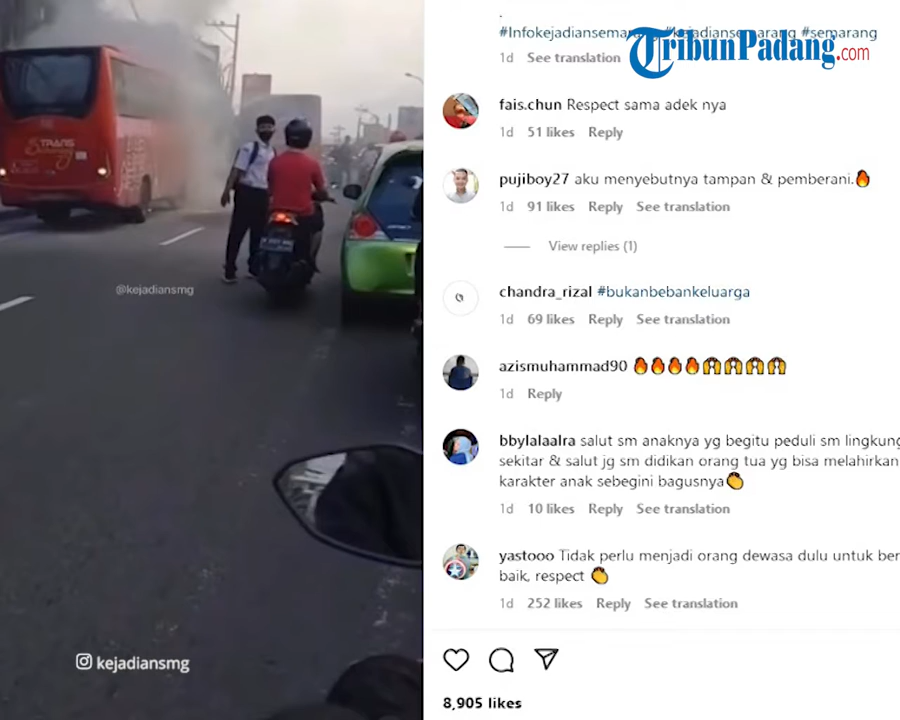 TRANS
Semarang
@kejadiansmg
kejadiansmg
.
#Infokejadiansemarang #kejadiansemarang #semarang
TribunPadang.com
1d See translation
fais.chun Respect sama adek nya
1d 51 likes Reply
pujiboy27 aku menyebutnya tampan & pemberani.🔥
1d 91 likes Reply See translation
View replies (1)
chandra_rizal #bukanbebankeluarga
1d 69 likes Reply See translation
azismuhammad90 🔥🔥🔥🔥🙌🙌🙌🙌
1d Reply
bbylalaalra salut sm anaknya yg begitu peduli sm lingkung
sekitar & salut jg sm didikan orang tua yg bisa melahirkan
karakter anak sebegini bagusnya👏
1d 10 likes Reply See translation
yastooo Tidak perlu menjadi orang dewasa dulu untuk ber
baik, respect 👏
1d 252 likes Reply See translation
8,905 likes